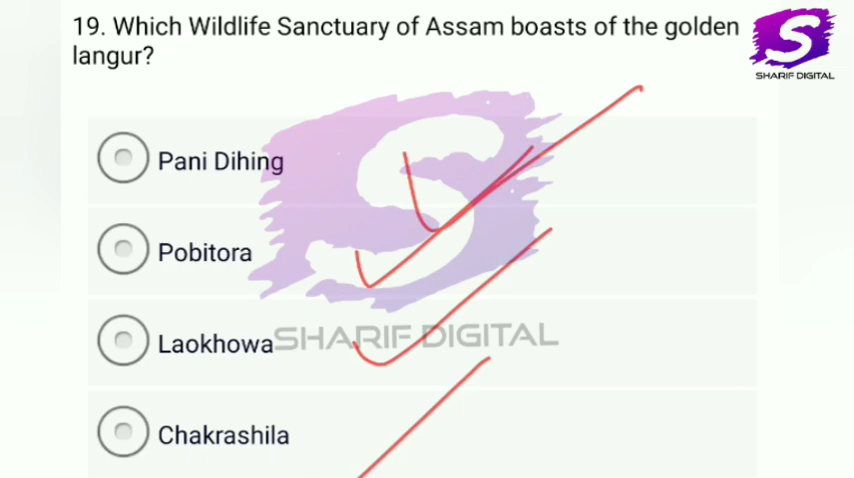 19. Which Wildlife Sanctuary of Assam boasts of the golden
langur?
SHARIF DIGITAL
Pani Dihing
Pobitora
Laokhowa
SHARIF DIGITAL
Chakrashila